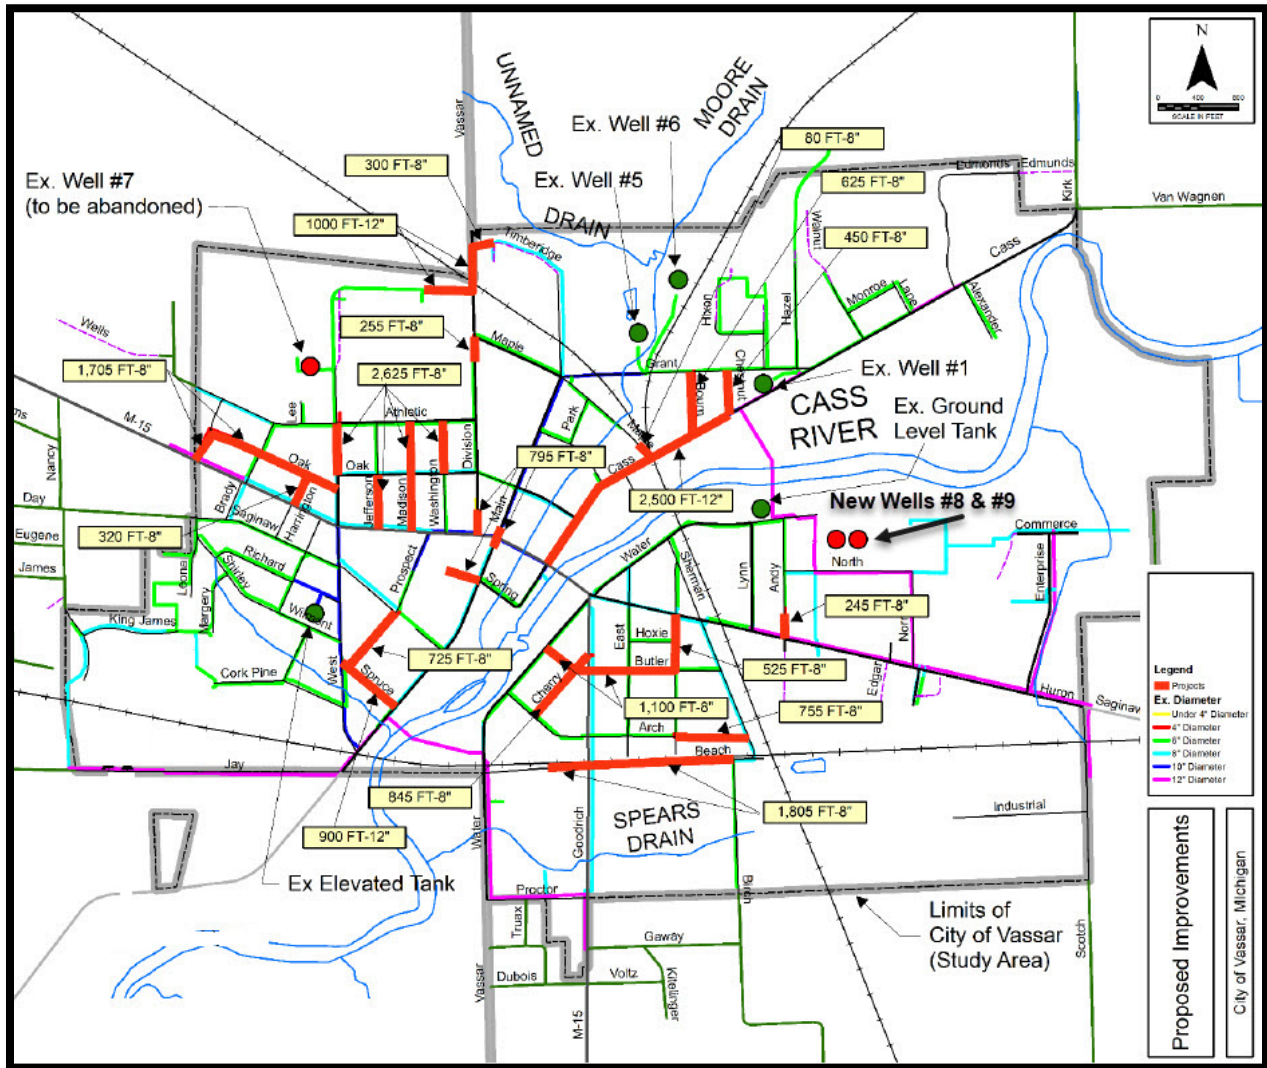 N
0 400 800
SCALE IN FEET
UNNAMED
DRAIN
MOORE
DRAIN
Ex. Well #6
Ex. Well #5
80 FT-8"
625 FT-8"
450 FT-8"
300 FT-8"
1000 FT-12"
Ex. Well #7
(to be abandoned)
Vassar
Timberidge
Edmonds
Edmunds
Kirk
Van Wagnen
Cass
Walnut
Hazel
Monroe
Lane
Alexander
Wells
255 FT-8"
Maple
Grant
Chestnut
Ex. Well #1
1,705 FT-8"
2,625 FT-8"
M-15
Lee
Athletic
Park
Maple
CASS
RIVER
Ex. Ground
Level Tank
Nancy
Oak
Oak
Division
795 FT-8"
Cass
2,500 FT-12"
New Wells #8 & #9
Day
Brady
Saginaw
Harrington
Jefferson
Madison
Washington
Main
Commerce
Eugene
320 FT-8"
James
Loona
Richard
Shirley
Prospect
Spring
Water
Sherman
Lynn
Andy
North
Enterprise
Margery
Wilmont
King James
Cork Pine
West
Spruce
725 FT-8"
East
Hoxie
Butler
Cherry
245 FT-8"
525 FT-8"
Edgar
Huron
Saginaw
1,100 FT-8"
755 FT-8"
Arch
Beach
Jay
845 FT-8"
900 FT-12"
1,805 FT-8"
Ex Elevated Tank
Water
Goodrich
SPEARS
DRAIN
Industrial
Proctor
Birch
Truax
Gaway
Dubois
Voltz
Kitelinger
Vassar
M-15
Scotch
Limits of
City of Vassar
(Study Area)
Legend
Projects
Ex. Diameter
Under 4" Diameter
4" Diameter
6" Diameter
8" Diameter
10" Diameter
12" Diameter
Proposed Improvements
City of Vassar, Michigan